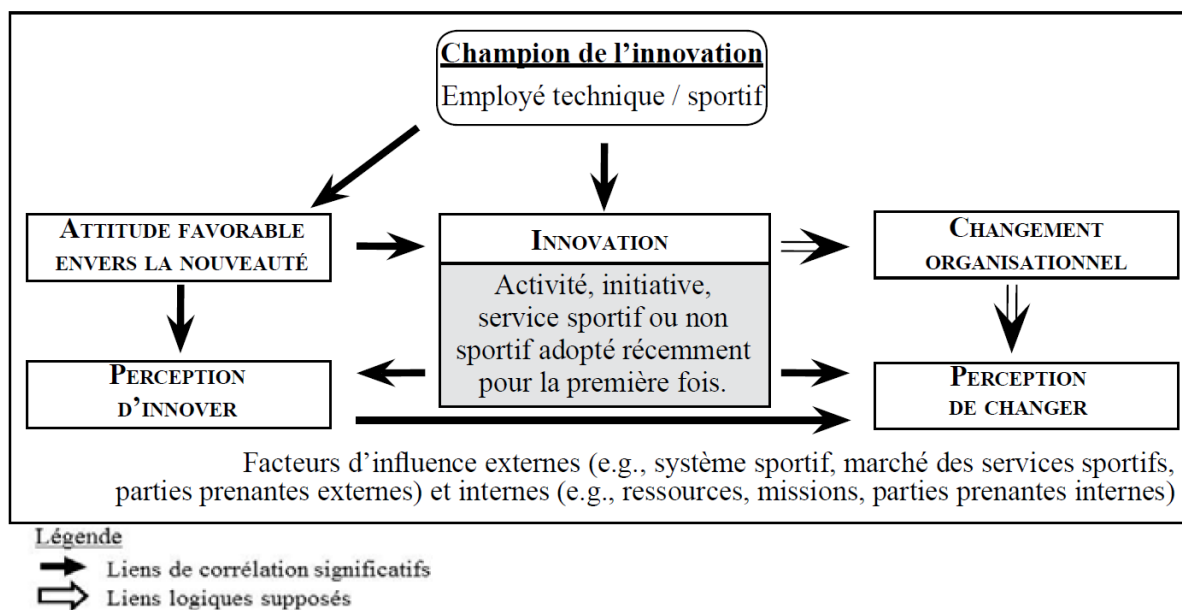 Champion de l’innovation
Employé technique / sportif
ATTITUDE FAVORABLE
ENVERS LA NOUVEAUTÉ
INNOVATION
Activité, initiative,
service sportif ou non
sportif adopté récemment
pour la première fois.
CHANGEMENT
ORGANISATIONNEL
PERCEPTION
D’INNOVER
PERCEPTION
DE CHANGER
Facteurs d’influence externes (e.g., système sportif, marché des services sportifs,
parties prenantes externes) et internes (e.g., ressources, missions, parties prenantes internes)
Légende
Liens de corrélation significatifs
Liens logiques supposés